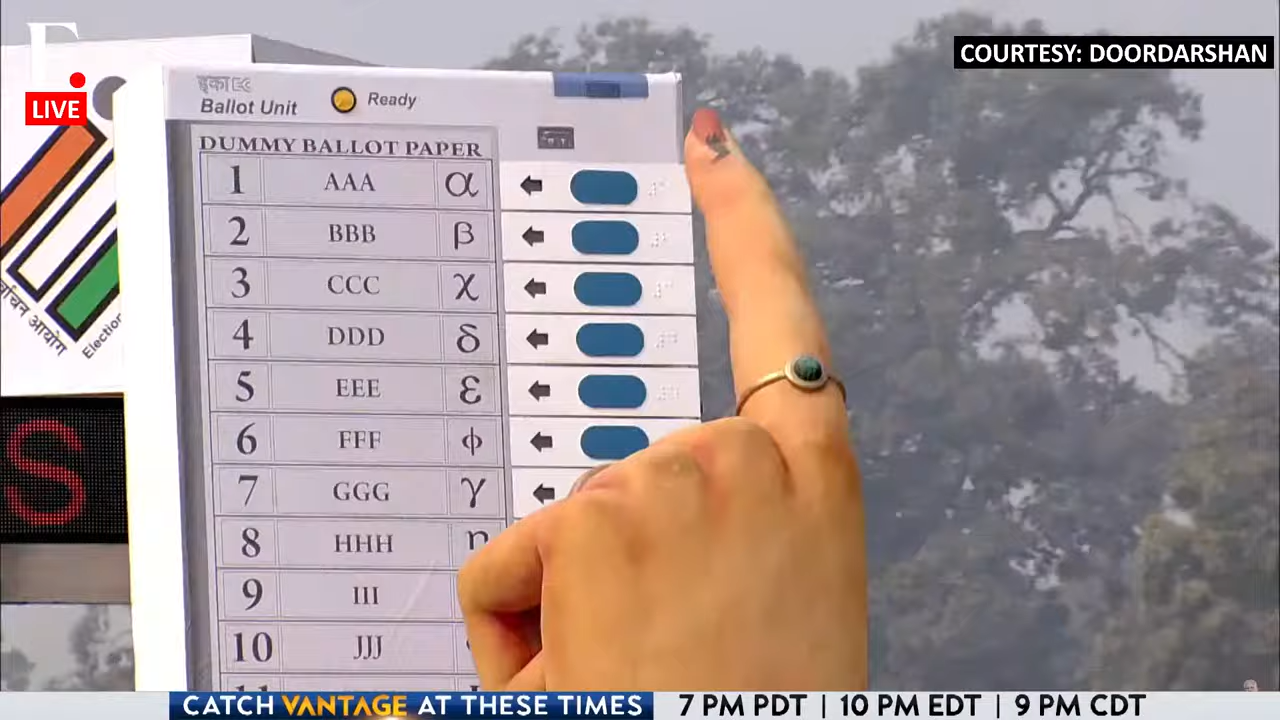 COURTESY: DOORDARSHAN
F
LIVE
Ballot Unit
Ready
DUMMY BALLOT PAPER
1 AAA α
2 BBB β
3 CCC χ
4 DDD δ
5 EEE ε
6 FFF ϕ
7 GGG γ
8 HHH η
9 III
10 JJJ
आयोग
Election
S
CATCH VANTAGE AT THESE TIMES 7 PM PDT | 10 PM EDT | 9 PM CDT